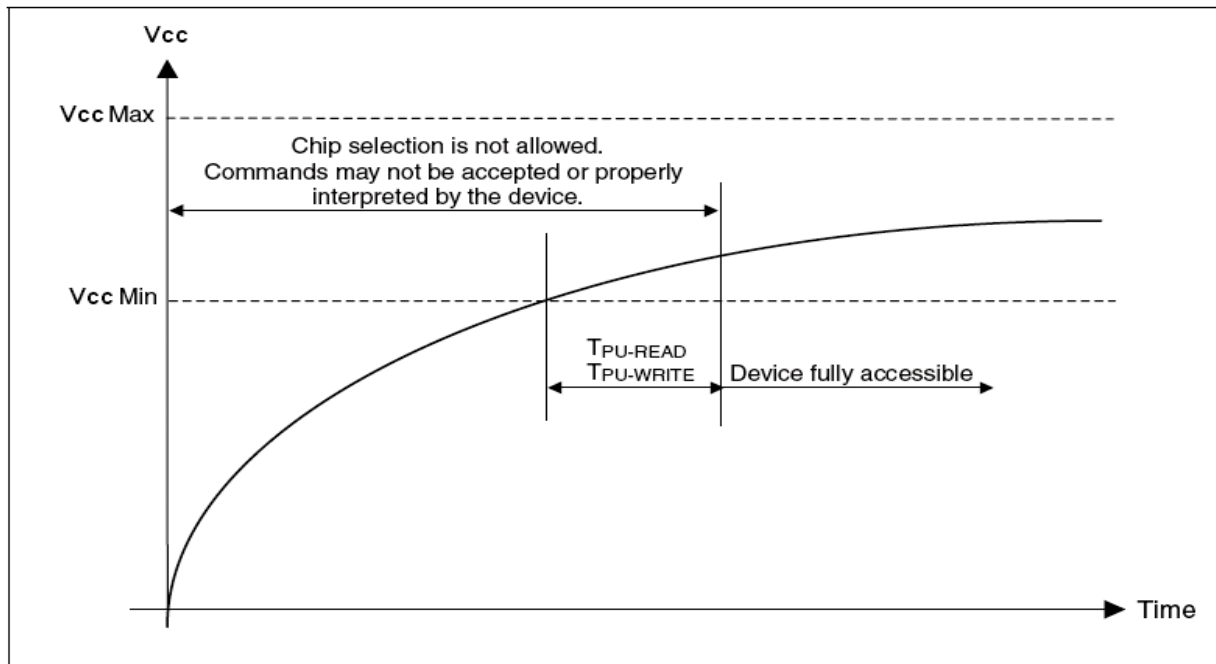 Vcc
Vcc Max
Chip selection is not allowed.
Commands may not be accepted or properly
interpreted by the device.
Vcc Min
TPU-READ
TPU-WRITE
Device fully accessible
Time